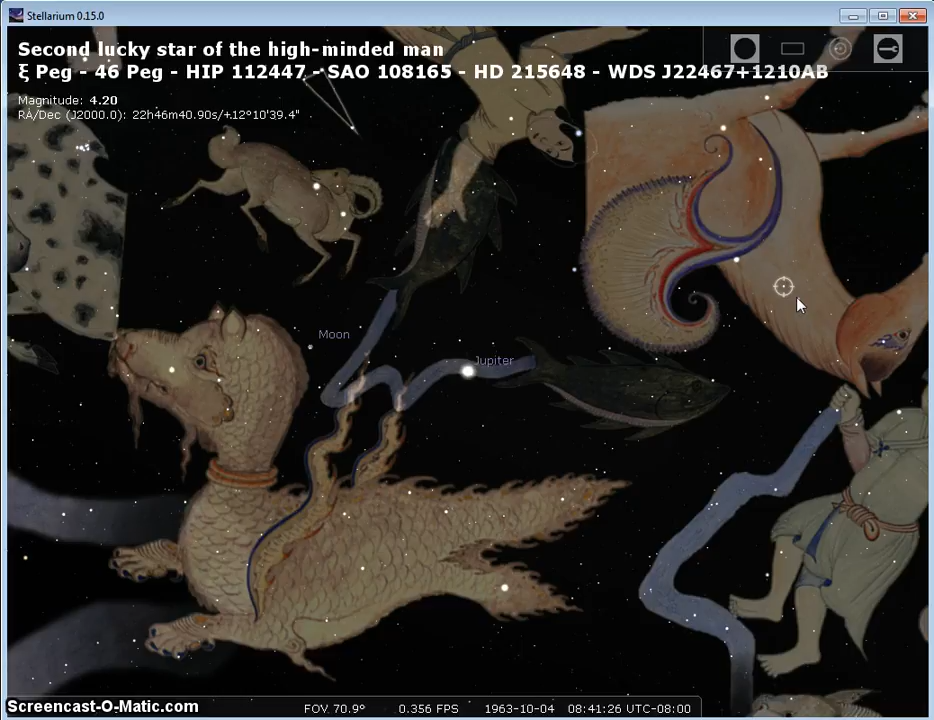 Stellarium 0.15.0
Second lucky star of the high-minded man
ξ Peg - 46 Peg - HIP 112447 - SAO 108165 - HD 215648 - WDS J22467+1210AB
Magnitude: 4.20
RA/Dec (J2000.0): 22h46m40.90s/+12°10'39.4"
Moon
Jupiter
Screencast-O-Matic.com
FOV 70.9° 0.356 FPS 1963-10-04 08:41:26 UTC-08:00